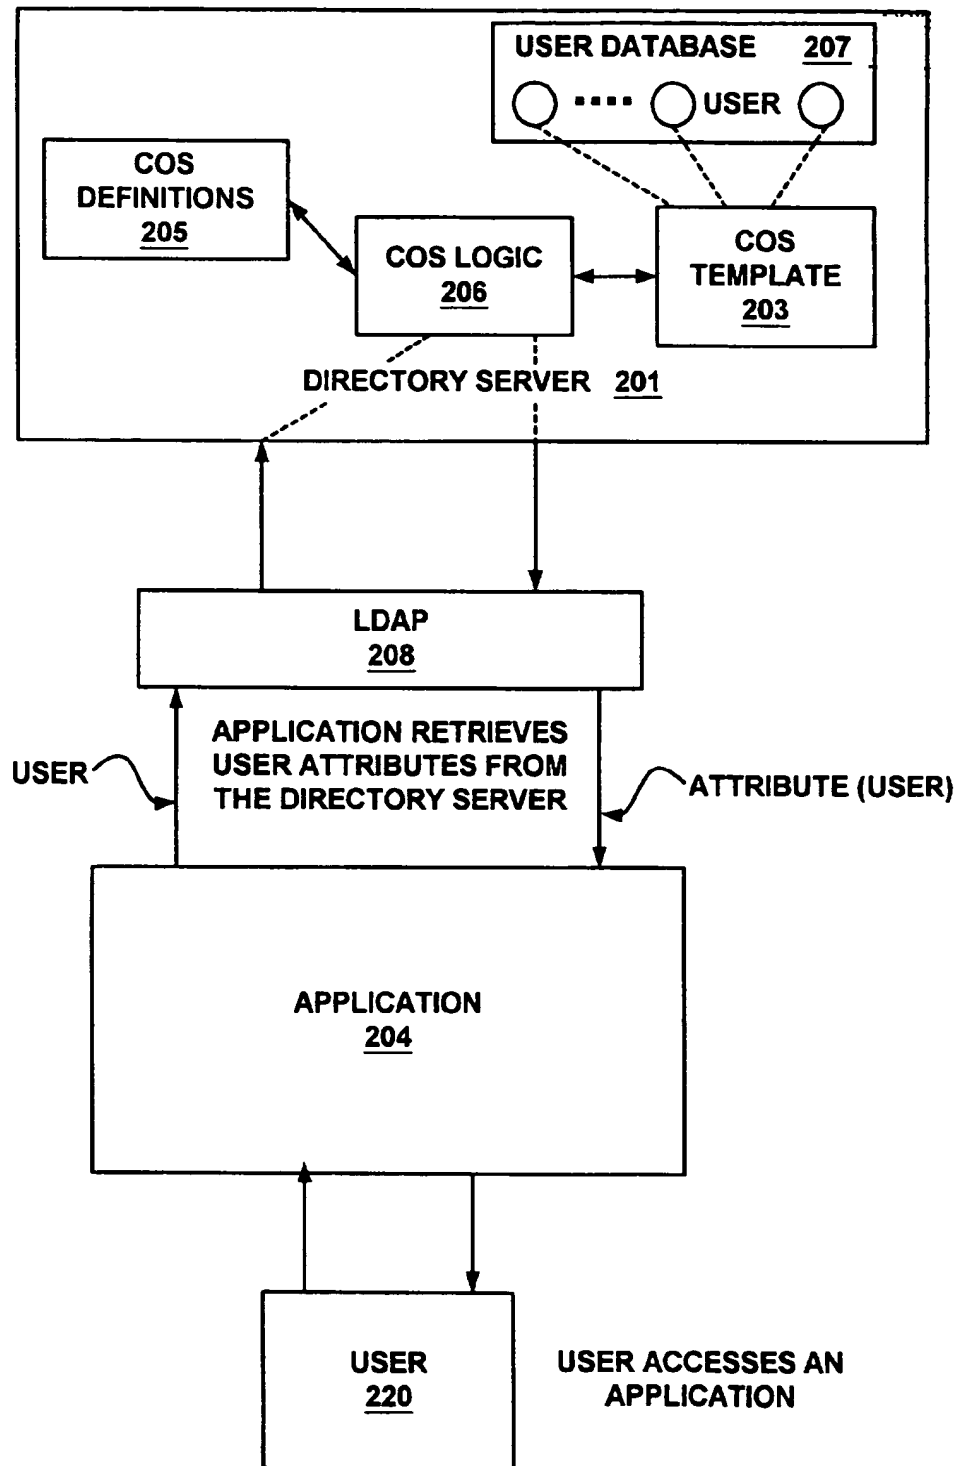 USER DATABASE 207
USER
COS
DEFINITIONS
205
COS LOGIC
206
COS
TEMPLATE
203
DIRECTORY SERVER 201
LDAP
208
APPLICATION RETRIEVES
USER ATTRIBUTES FROM
THE DIRECTORY SERVER
USER
ATTRIBUTE (USER)
APPLICATION
204
USER
220
USER ACCESSES AN
APPLICATION